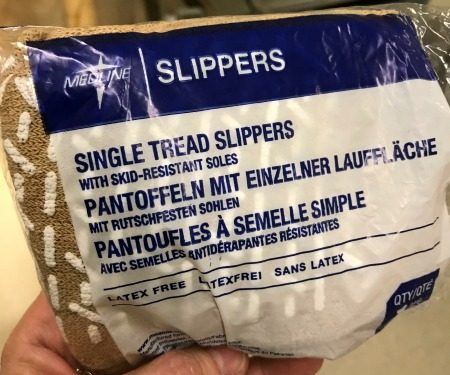 MEDLINE
SLIPPERS
SINGLE TREAD SLIPPERS
WITH SKID-RESISTANT SOLES
PANTOFFELN MIT EINZELNER LAUFFLÄCHE
MIT RUTSCHFESTEN SOHLEN
PANTOUFLES À SEMELLE SIMPLE
AVEC SEMELLES ANTIDÉRAPANTES RÉSISTANTES
LATEX FREE LATEXFREI SANS LATEX
QTY/QTÉ